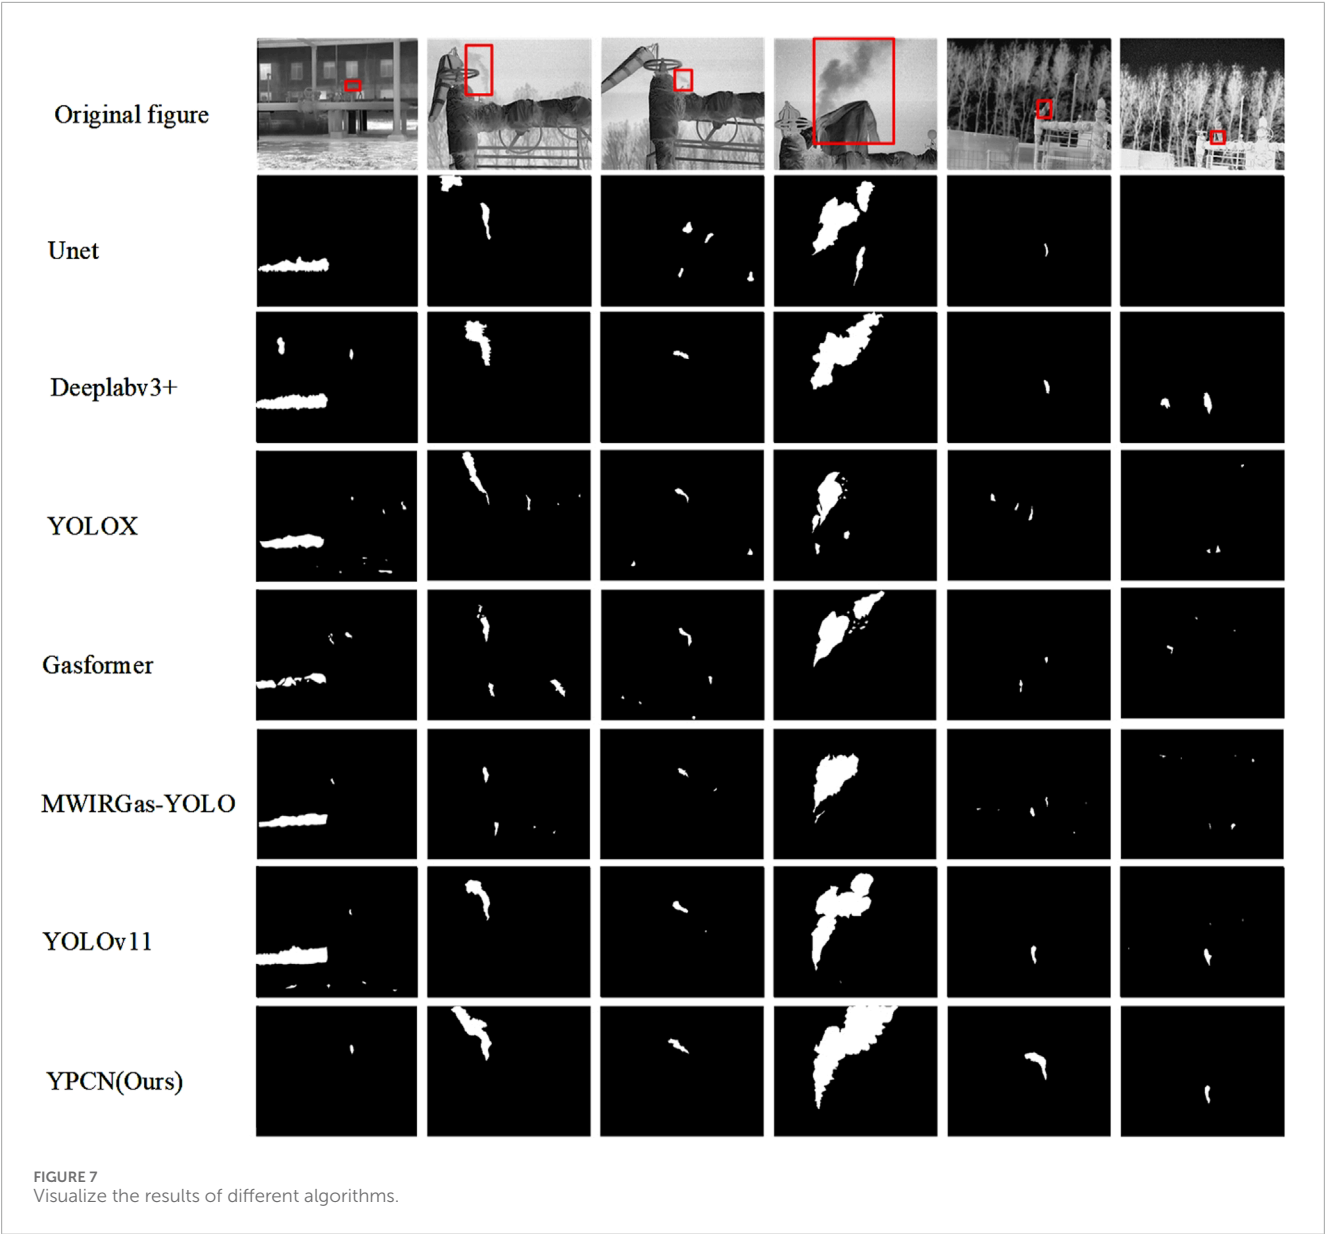 Original figure
Unet
Deeplabv3+
YOLOX
Gasformer
MWIRGas-YOLO
YOLOv11
YPCN(Ours)
FIGURE 7
Visualize the results of different algorithms.